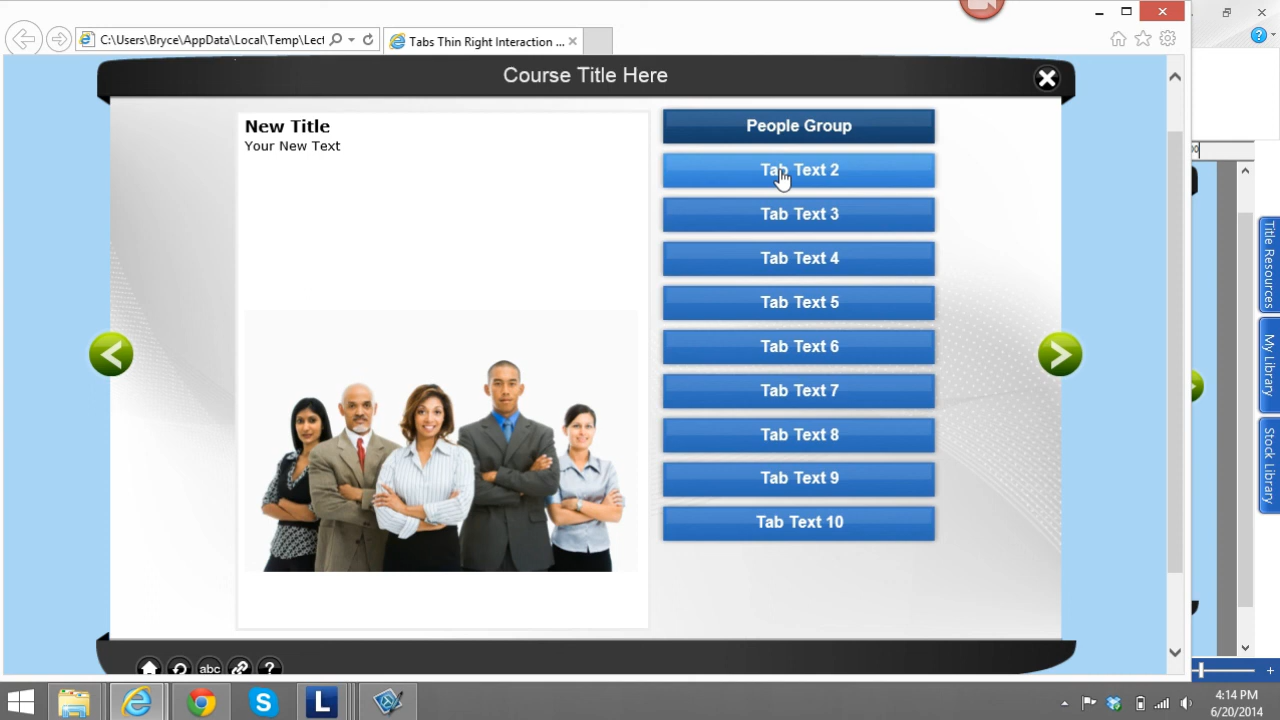 C:\Users\Bryce\AppData\Local\Temp\Lect
Tabs Thin Right Interaction ...
Course Title Here
New Title
Your New Text
People Group
Tab Text 2
Tab Text 3
Tab Text 4
Tab Text 5
Tab Text 6
Tab Text 7
Tab Text 8
Tab Text 9
Tab Text 10
Title Resources
My Library
Stock Library
abc
?
S
L
4:14 PM
6/20/2014